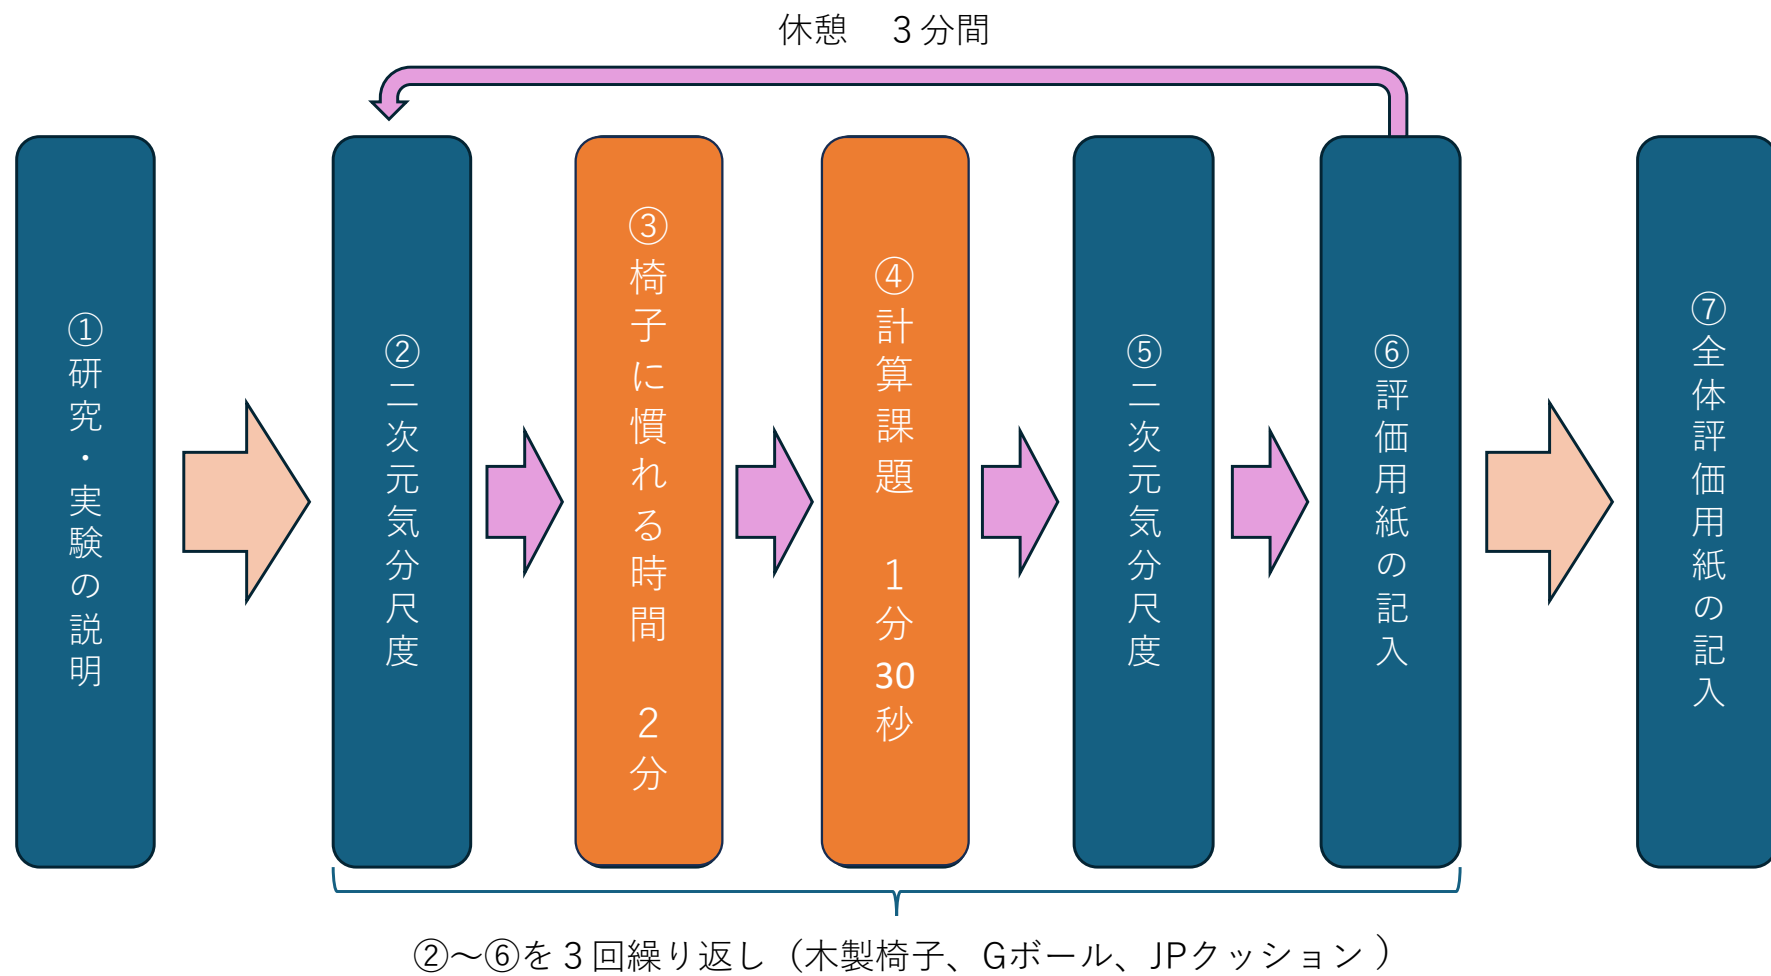 休憩　３分間
①研究・実験の説明
②二次元気分尺度
③椅子に慣れる時間　２分
④計算課題　１分30秒
⑤二次元気分尺度
⑥評価用紙の記入
⑦全体評価用紙の記入
②～⑥を３回繰り返し（木製椅子、Gボール、JPクッション）